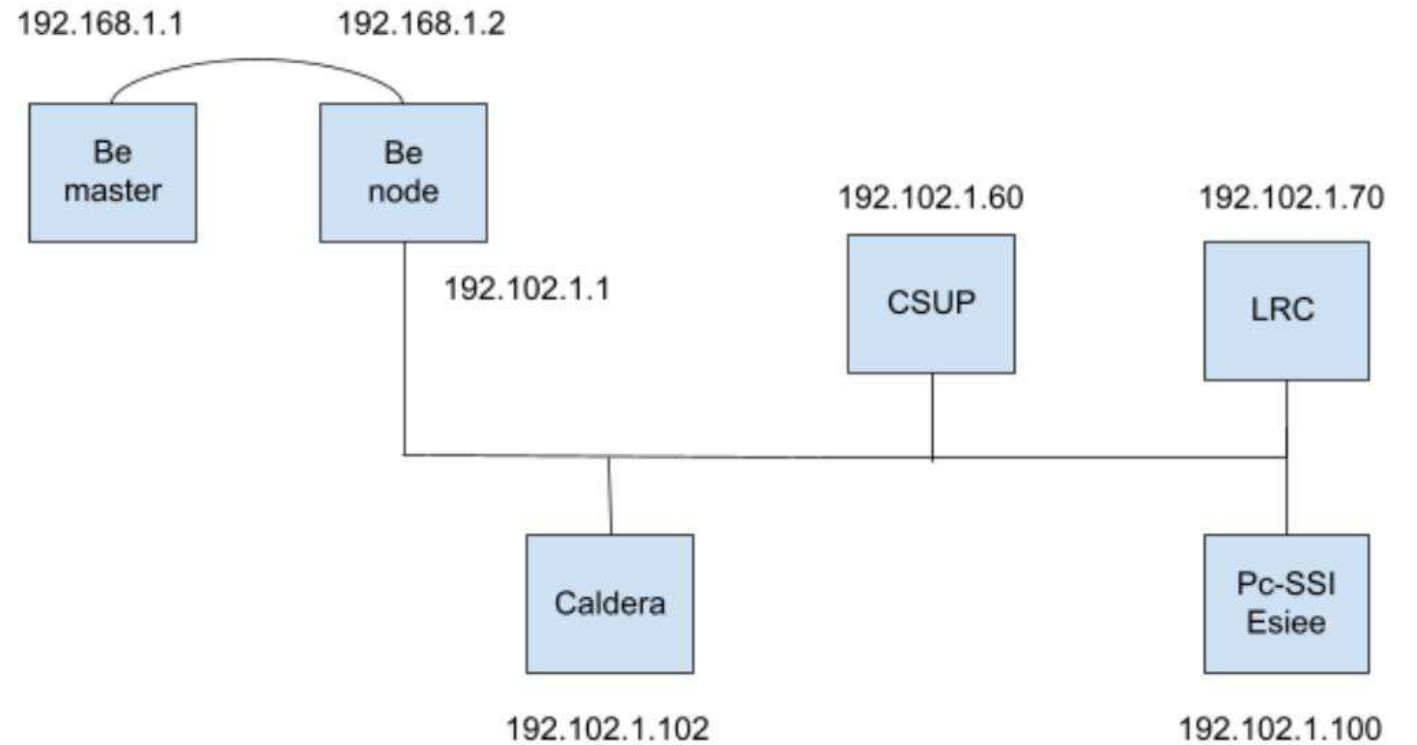 192.168.1.1
192.168.1.2
Be
master
Be
node
192.102.1.60
192.102.1.70
192.102.1.1
CSUP
LRC
Caldera
Pc-SSI
Esiee
192.102.1.102
192.102.1.100